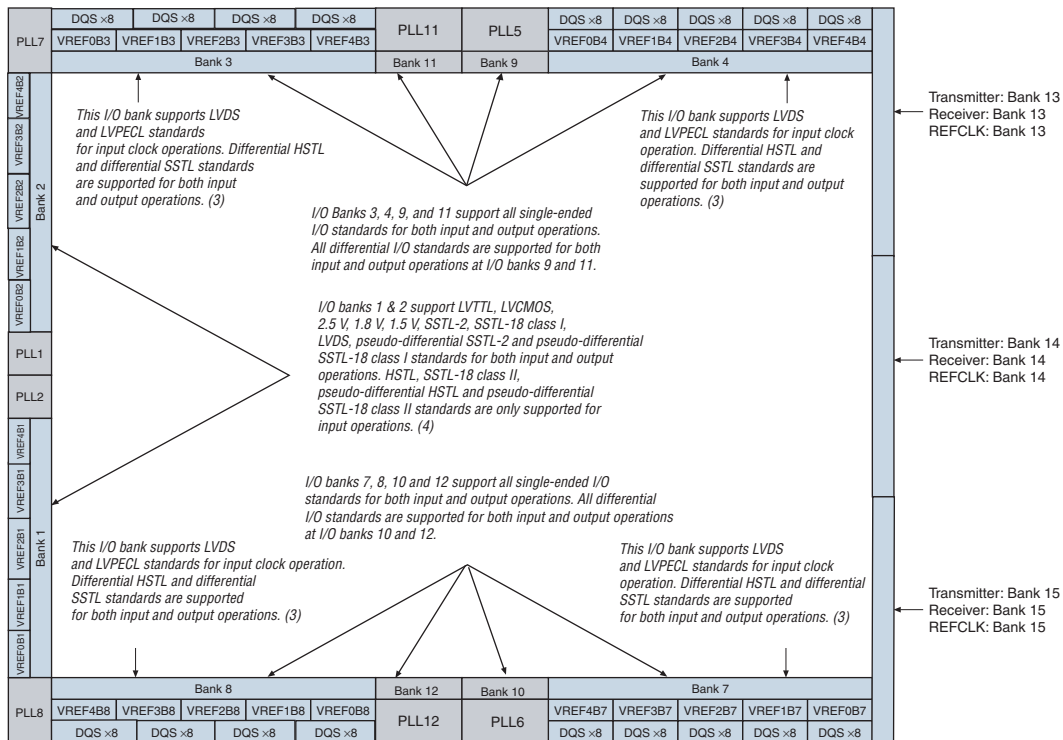 PLL7
DQS ×8 DQS ×8 DQS ×8 DQS ×8
VREF0B3 VREF1B3 VREF2B3 VREF3B3 VREF4B3
Bank 3
PLL11
Bank 11
PLL5
Bank 9
DQS ×8 DQS ×8 DQS ×8 DQS ×8 DQS ×8
VREF0B4 VREF1B4 VREF2B4 VREF3B4 VREF4B4
Bank 4
VREF4B2
VREF3B2
VREF2B2
VREF1B2
VREF0B2
Bank 2
PLL1
PLL2
VREF4B1
VREF3B1
VREF2B1
VREF1B1
VREF0B1
Bank 1
This I/O bank supports LVDS
and LVPECL standards
for input clock operations. Differential HSTL
and differential SSTL standards
are supported for both input
and output operations. (3)
This I/O bank supports LVDS
and LVPECL standards for input clock
operation. Differential HSTL and
differential SSTL standards are
supported for both input and output
operations. (3)
I/O Banks 3, 4, 9, and 11 support all single-ended
I/O standards for both input and output operations.
All differential I/O standards are supported for both
input and output operations at I/O banks 9 and 11.
I/O banks 1 & 2 support LVTTL, LVCMOS,
2.5 V, 1.8 V, 1.5 V, SSTL-2, SSTL-18 class I,
LVDS, pseudo-differential SSTL-2 and pseudo-differential
SSTL-18 class I standards for both input and output
operations. HSTL, SSTL-18 class II,
pseudo-differential HSTL and pseudo-differential
SSTL-18 class II standards are only supported for
input operations. (4)
I/O banks 7, 8, 10 and 12 support all single-ended I/O
standards for both input and output operations. All differential
I/O standards are supported for both input and output operations
at I/O banks 10 and 12.
This I/O bank supports LVDS
and LVPECL standards for input clock operation.
Differential HSTL and differential
SSTL standards are supported
for both input and output operations. (3)
This I/O bank supports LVDS
and LVPECL standards for input clock
operation. Differential HSTL and differential
SSTL standards are supported
for both input and output operations. (3)
Transmitter: Bank 13
Receiver: Bank 13
REFCLK: Bank 13
Transmitter: Bank 14
Receiver: Bank 14
REFCLK: Bank 14
Transmitter: Bank 15
Receiver: Bank 15
REFCLK: Bank 15
PLL8
Bank 8
VREF4B8 VREF3B8 VREF2B8 VREF1B8 VREF0B8
DQS ×8 DQS ×8 DQS ×8 DQS ×8
Bank 12
PLL12
Bank 10
PLL6
Bank 7
VREF4B7 VREF3B7 VREF2B7 VREF1B7 VREF0B7
DQS ×8 DQS ×8 DQS ×8 DQS ×8 DQS ×8